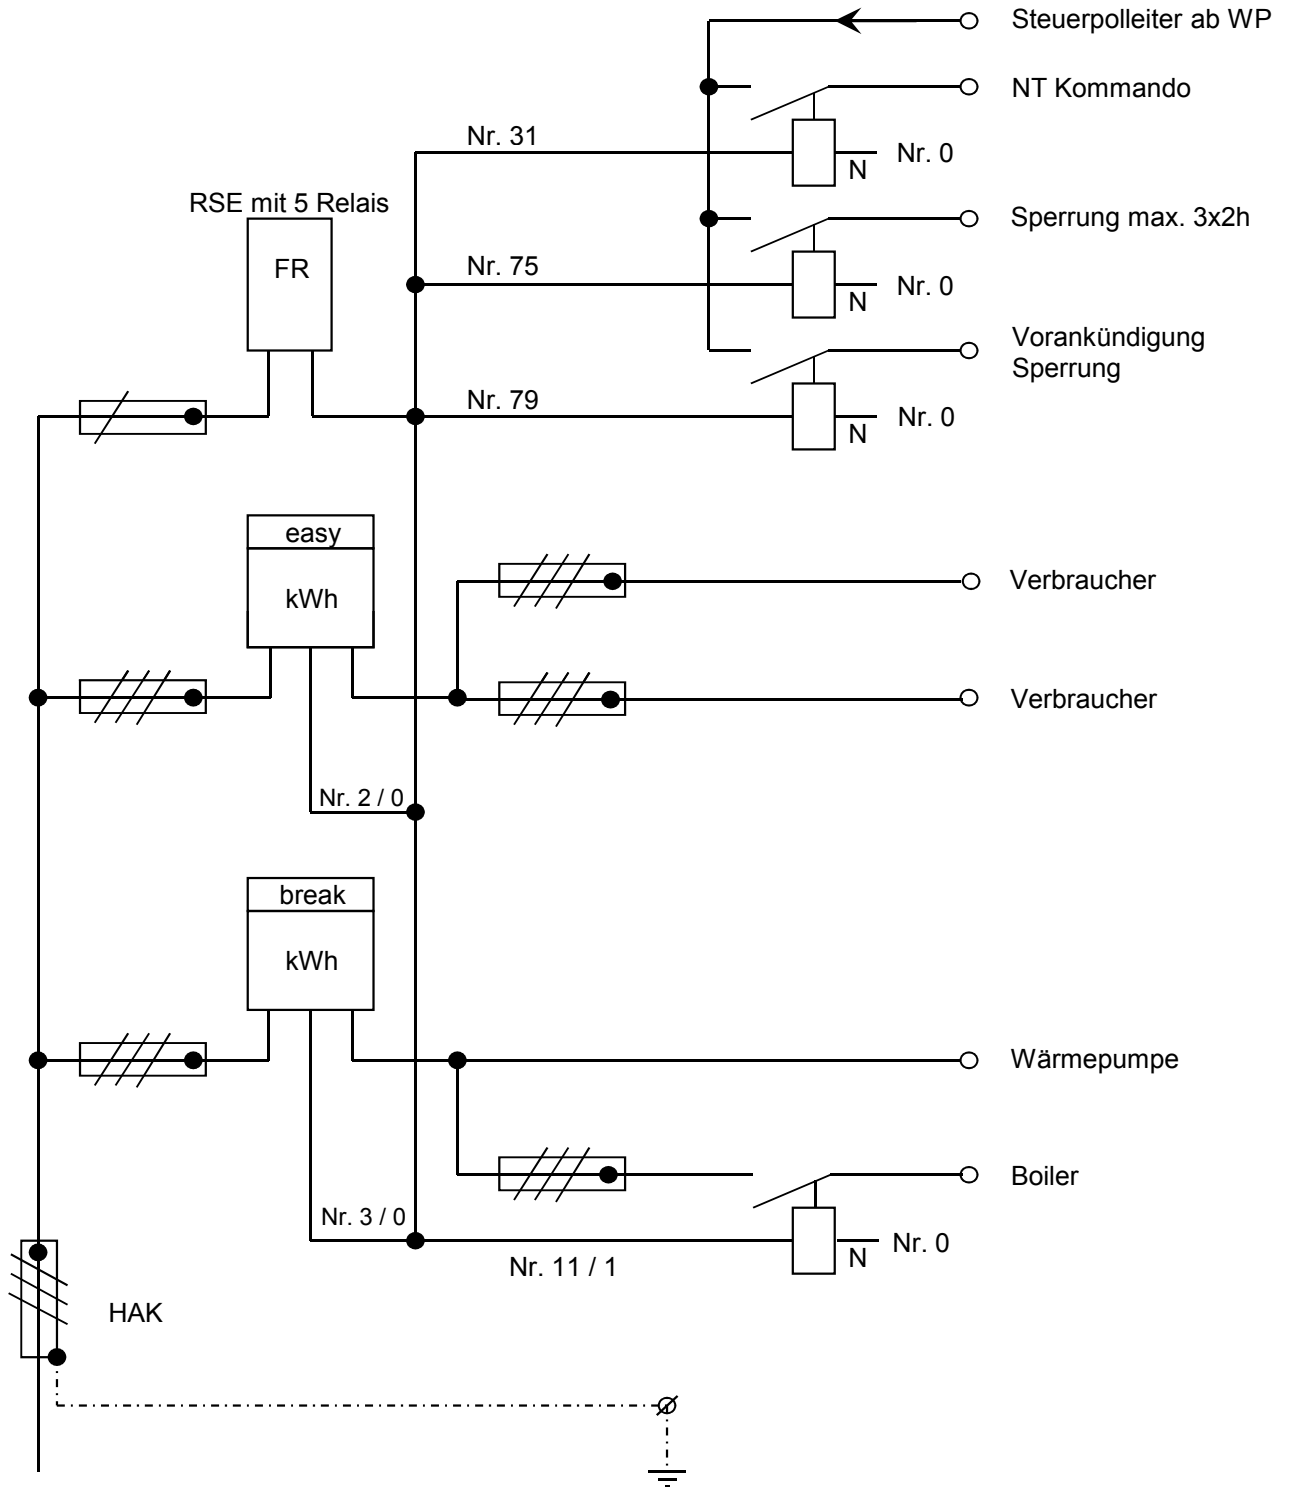 Steuerpolleiter ab WP
NT Kommando
Nr. 31
N
Nr. 0
RSE mit 5 Relais
FR
Sperrung max. 3x2h
Nr. 75
N
Nr. 0
Vorankündigung
Sperrung
Nr. 79
N
Nr. 0
easy
kWh
Verbraucher
Verbraucher
Nr. 2 / 0
break
kWh
Wärmepumpe
Boiler
Nr. 3 / 0
Nr. 11 / 1
N
Nr. 0
HAK